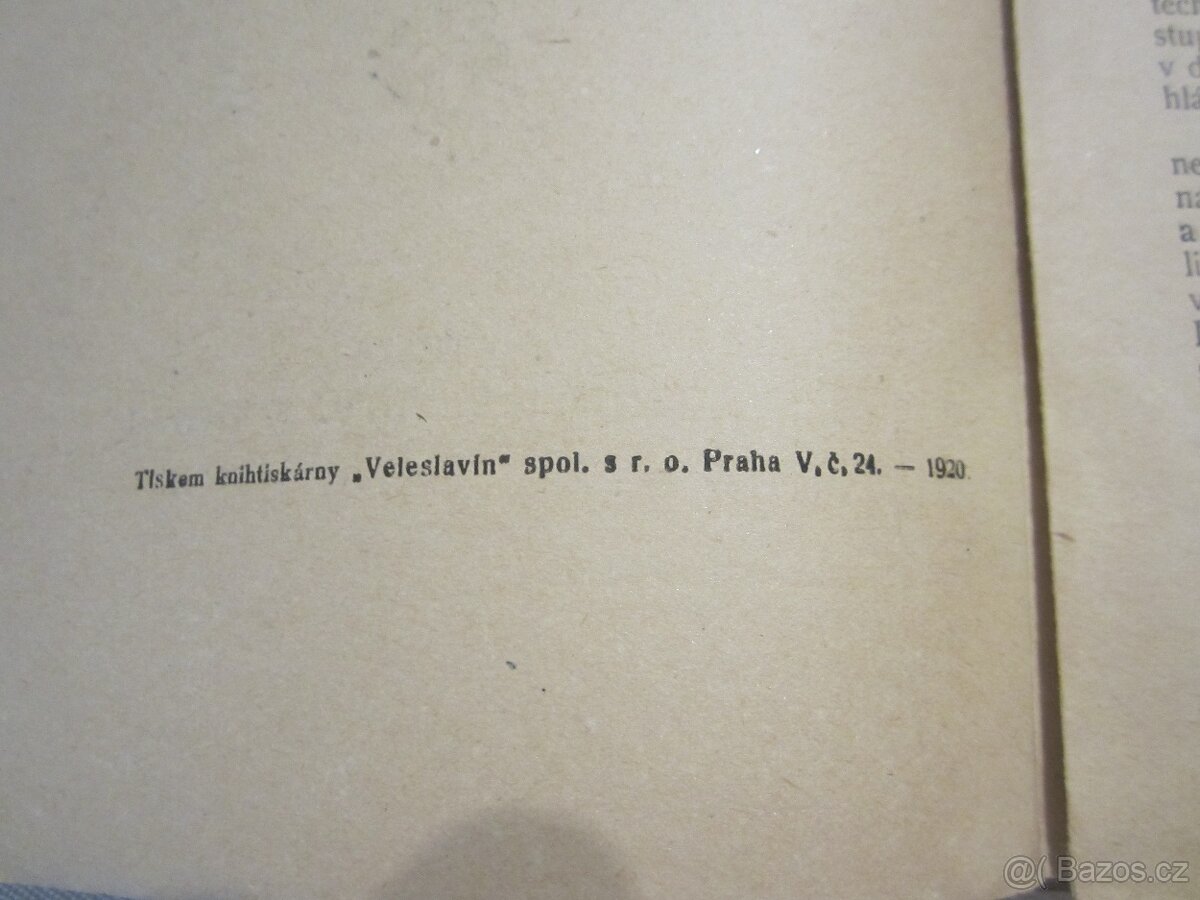 Tiskem knihtiskárny „Veleslavín" spol. s r. o. Praha V, č, 24. — 1920.
a
@( Bazos.cz